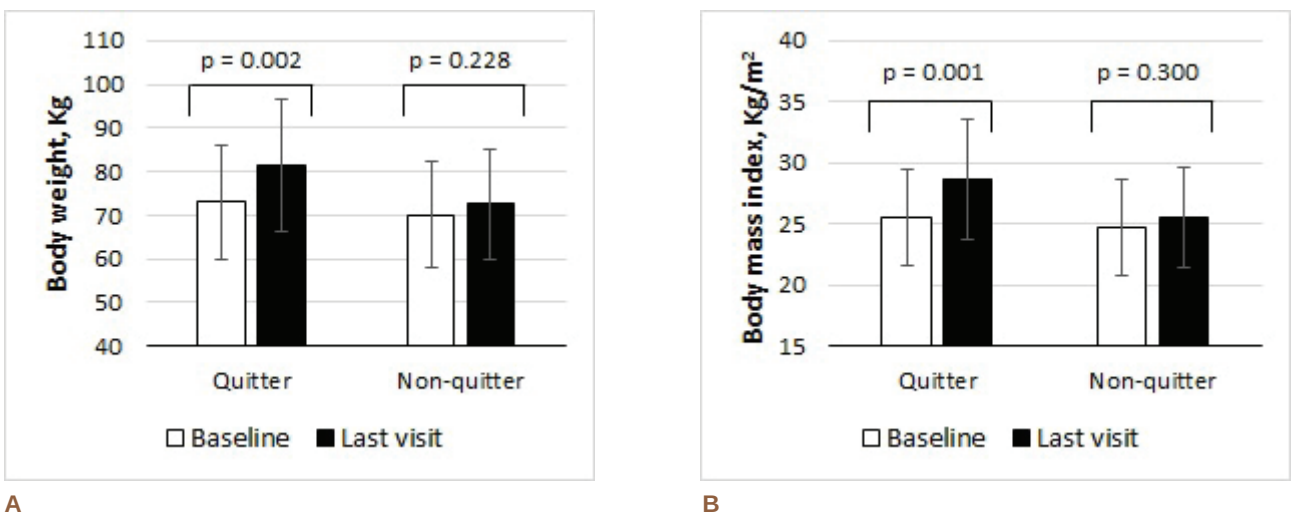 Body weight, Kg
110
100
90
80
70
60
50
40
p = 0.002
p = 0.228
Quitter
Non-quitter
Baseline
Last visit
A
Body mass index, Kg/m²
40
35
30
25
20
15
p = 0.001
p = 0.300
Quitter
Non-quitter
Baseline
Last visit
B